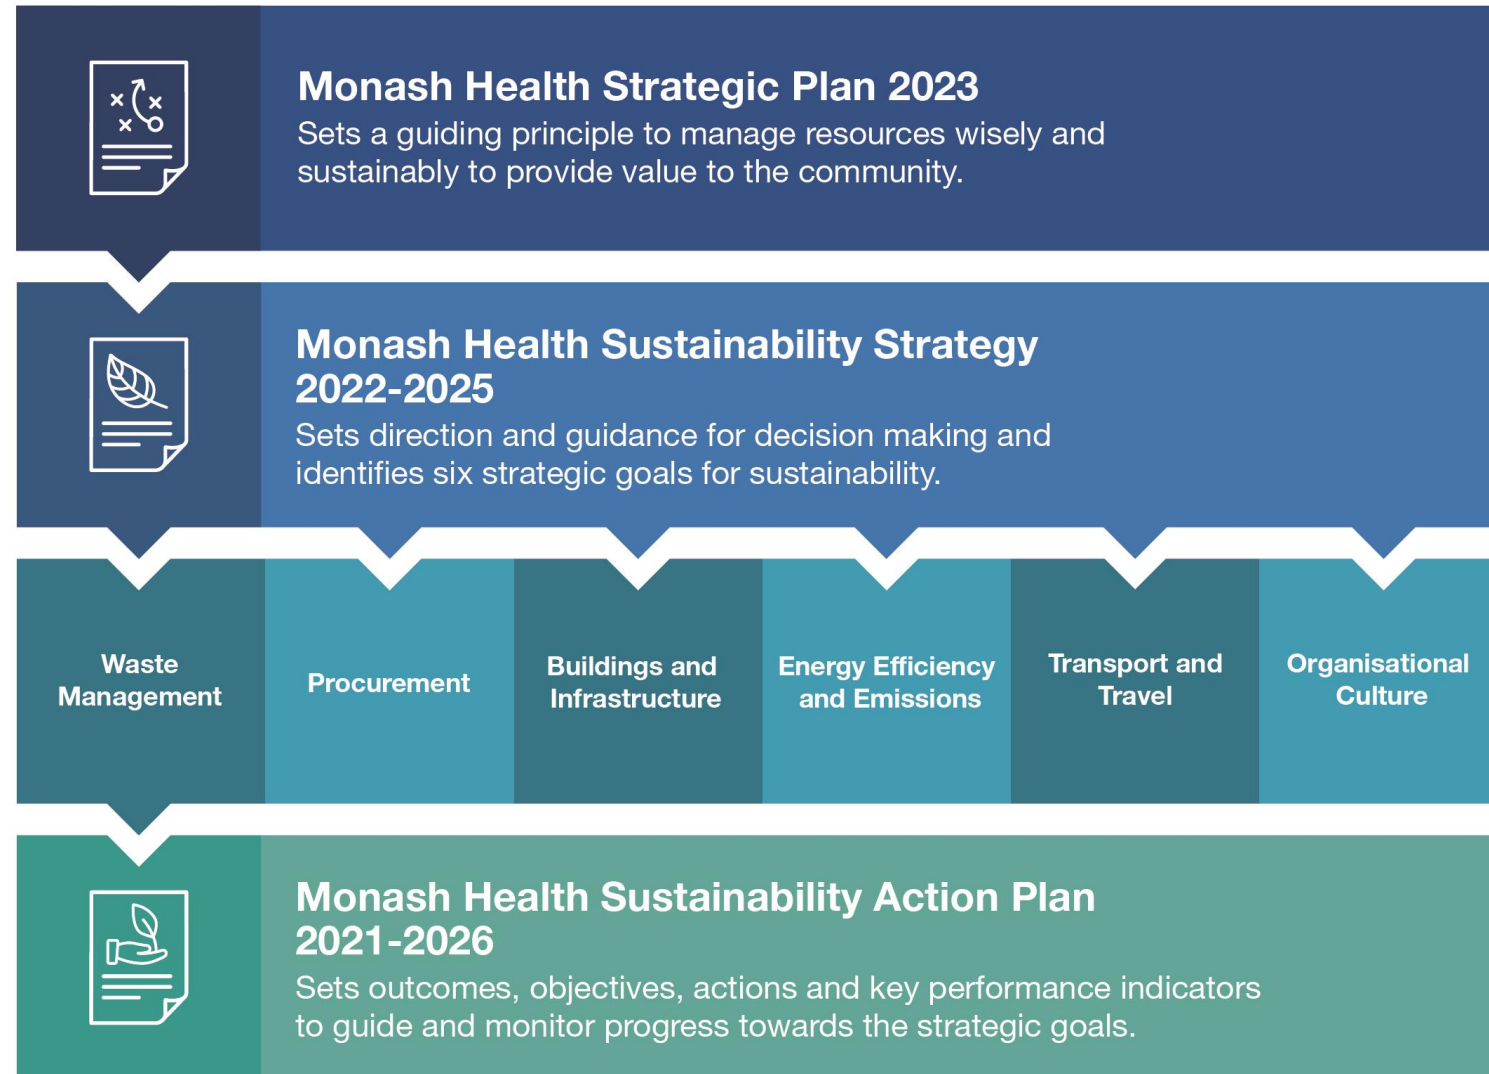 Monash Health Strategic Plan 2023
Sets a guiding principle to manage resources wisely and
sustainably to provide value to the community.
Monash Health Sustainability Strategy
2022-2025
Sets direction and guidance for decision making and
identifies six strategic goals for sustainability.
Waste
Management
Procurement
Buildings and
Infrastructure
Energy Efficiency
and Emissions
Transport and
Travel
Organisational
Culture
Monash Health Sustainability Action Plan
2021-2026
Sets outcomes, objectives, actions and key performance indicators
to guide and monitor progress towards the strategic goals.